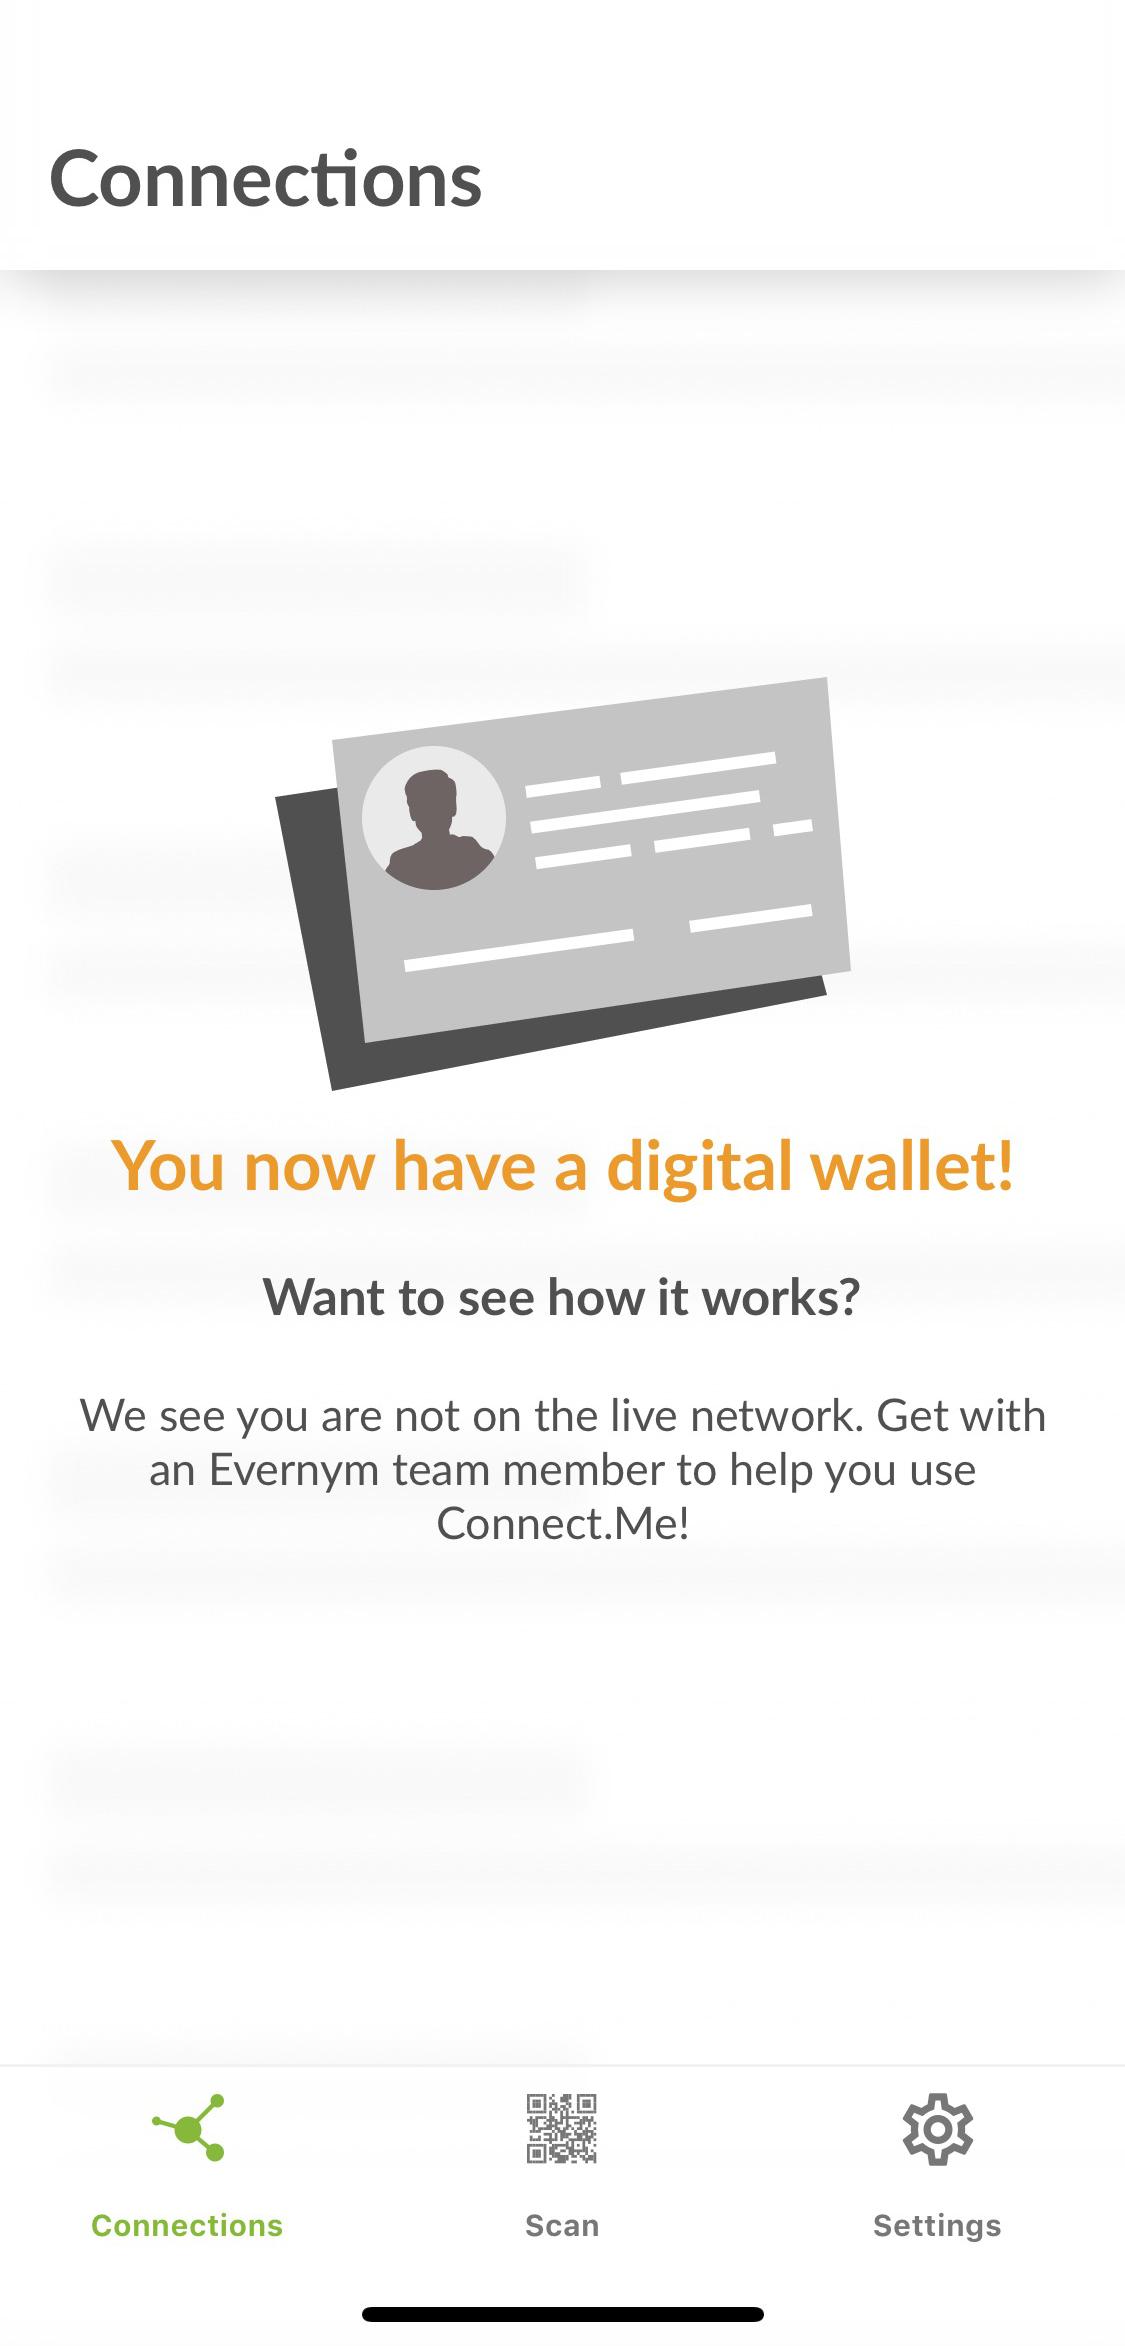 Connections
You now have a digital wallet!
Want to see how it works?
We see you are not on the live network. Get with
an Evernym team member to help you use
Connect.Me!
Connections
Scan
Settings